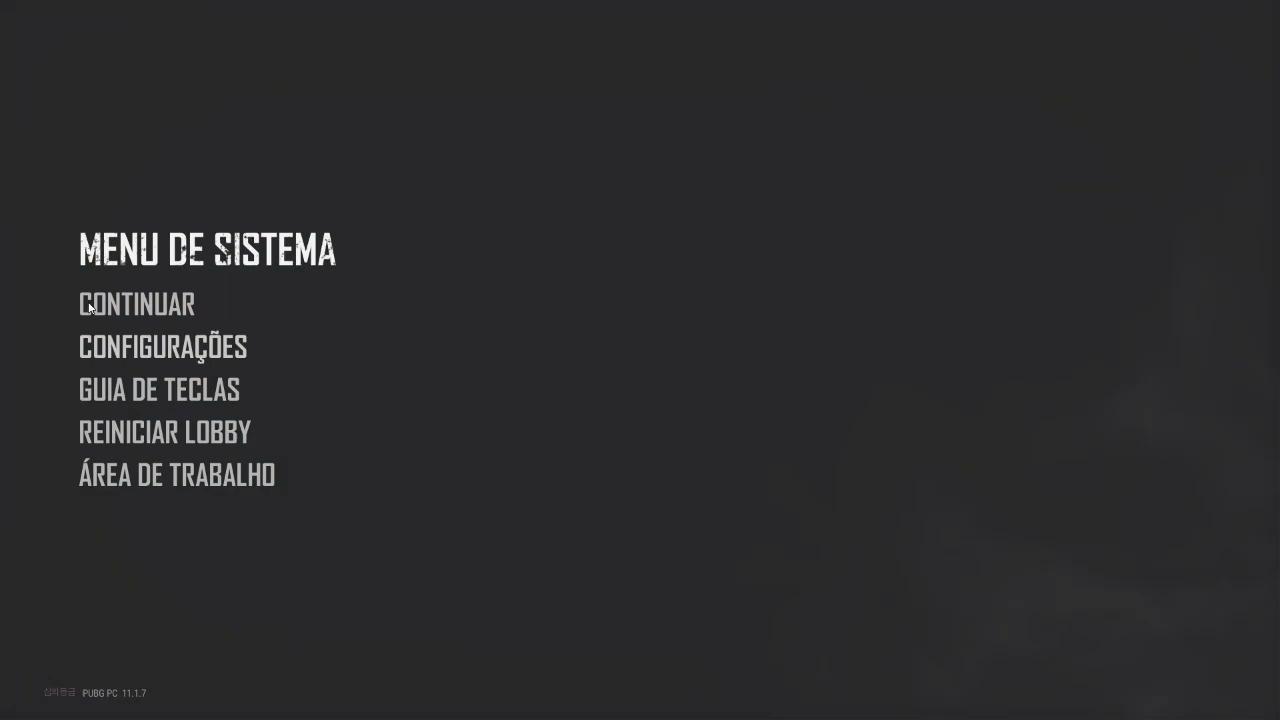 MENU DE SISTEMA
CONTINUAR
CONFIGURAÇÕES
GUIA DE TECLAS
REINICIAR LOBBY
ÁREA DE TRABALHO
PUBG PC 11.1.7